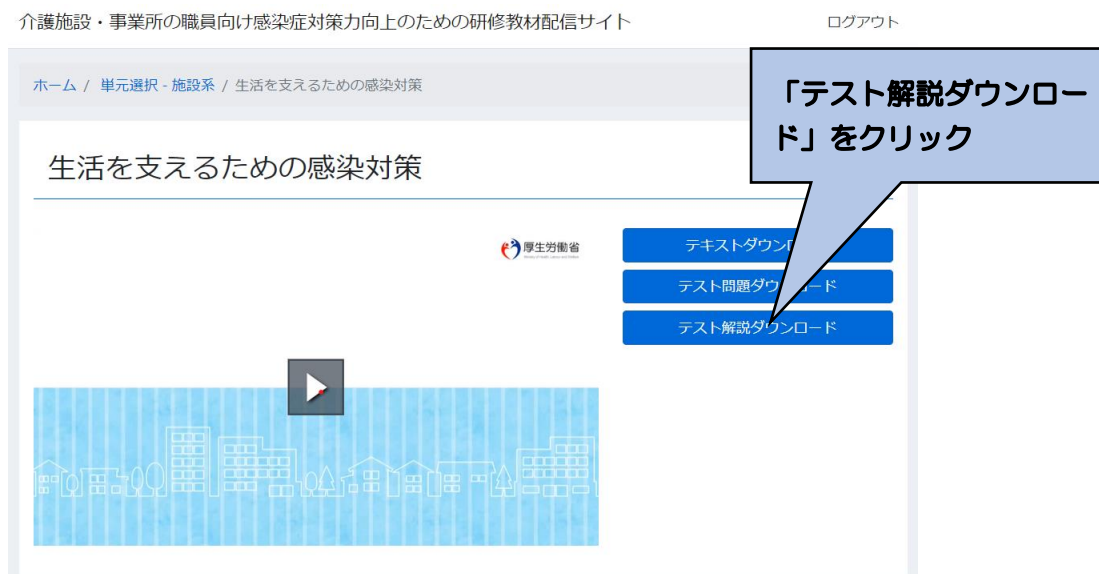 介護施設・事業所の職員向け感染症対策力向上のための研修教材配信サイト
ログアウト
ホーム / 単元選択 - 施設系 / 生活を支えるための感染対策
「テスト解説ダウンロー
ド」をクリック
生活を支えるための感染対策
厚生労働省
テキストダウンロ
テスト問題ダウンロード
テスト解説ダウンロード